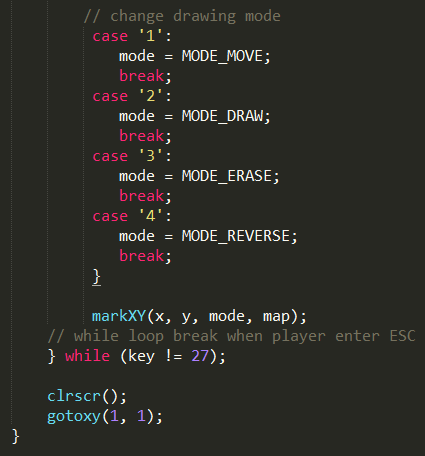 // change drawing mode
case '1':
mode = MODE_MOVE;
break;
case '2':
mode = MODE_DRAW;
break;
case '3':
mode = MODE_ERASE;
break;
case '4':
mode = MODE_REVERSE;
break;
}
markXY(x, y, mode, map);
// while loop break when player enter ESC
} while (key != 27);
clrscr();
gotoxy(1, 1);
}